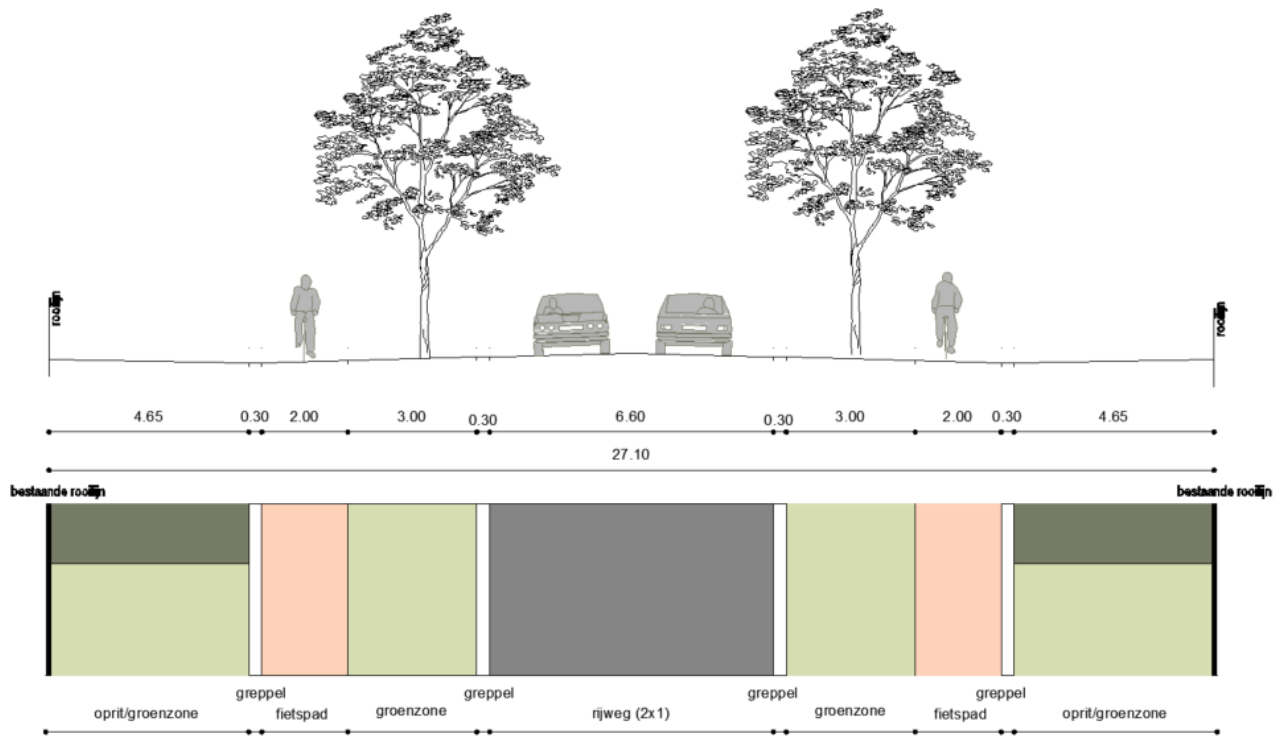 rooilijn
rooilijn
4.65 0.30 2.00 3.00 0.30 6.60 0.30 3.00 2.00 0.30 4.65
27.10
bestaande rooilijn bestaande rooilijn
greppel greppel greppel greppel
oprit/groenzone fietspad groenzone rijweg (2x1) groenzone fietspad oprit/groenzone